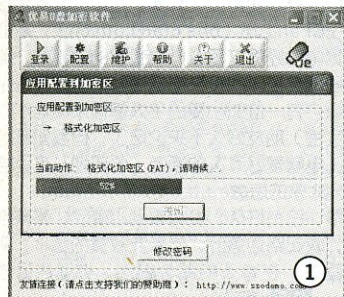 优易U盘加密软件
登录 配置 维护 帮助 关于 退出
Ue
应用配置到加密区
应用配置到加密区
→ 格式化加密区
当前动作: 格式化加密区(FAT),请稍候...
52%
修改密码
友情连接(请点击支持我们的赞助商):
①